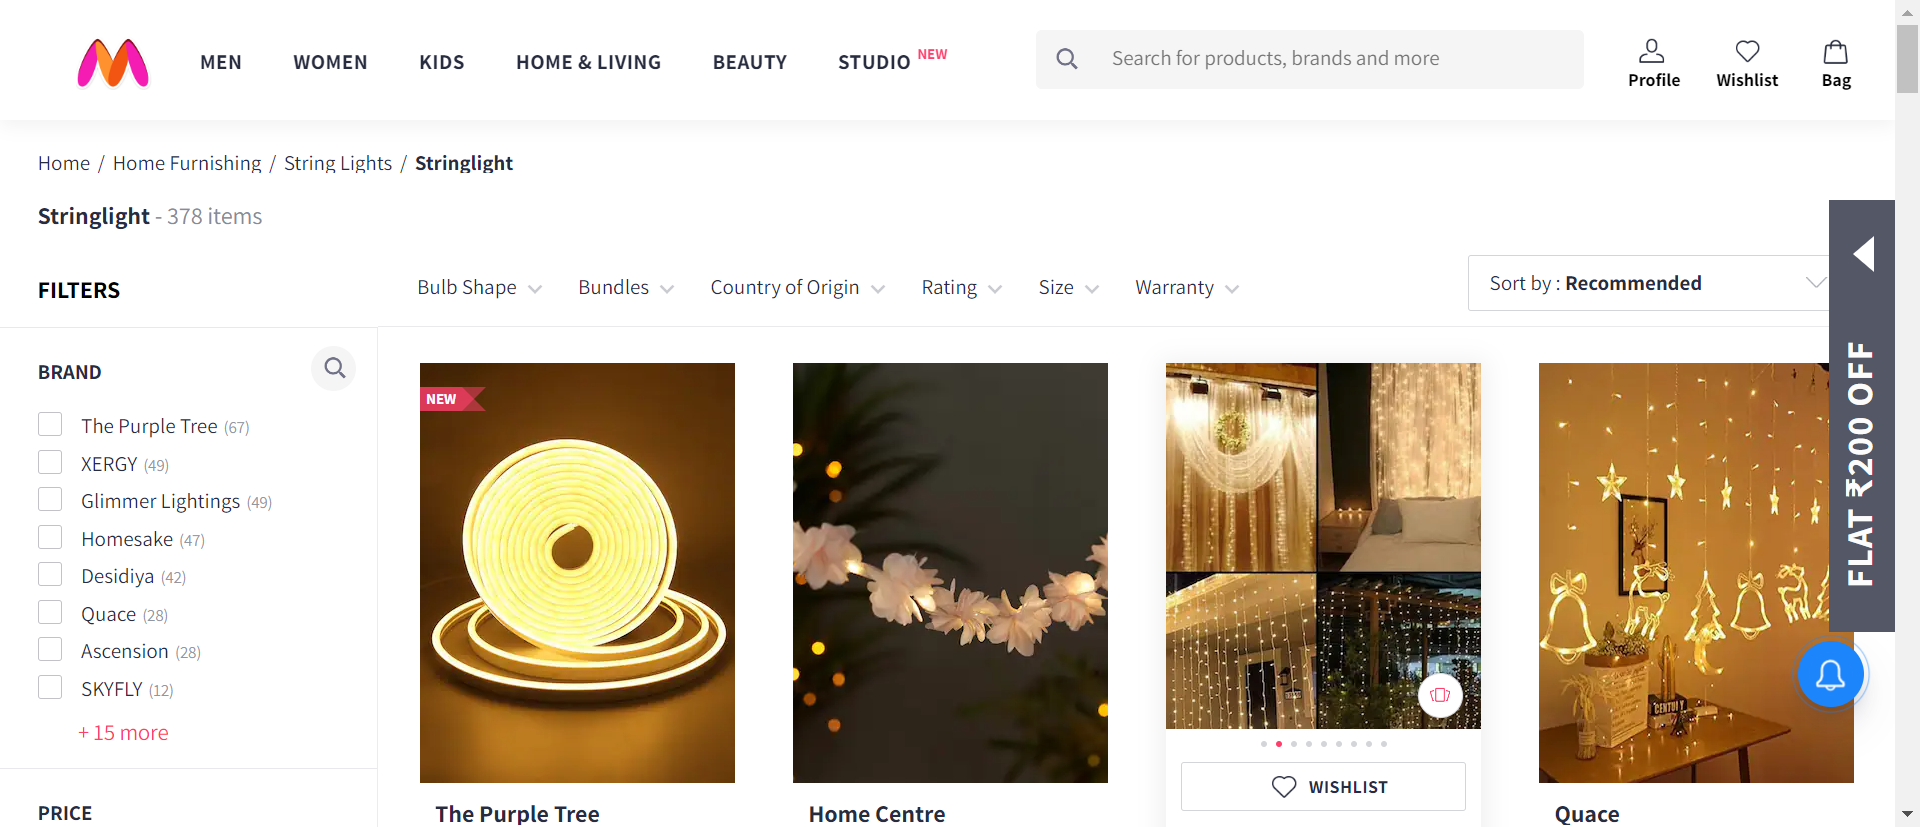 MEN WOMEN KIDS HOME & LIVING BEAUTY STUDIO NEW
Search for products, brands and more
Profile Wishlist Bag
Home / Home Furnishing / String Lights / Stringlight
Stringlight - 378 items
FILTERS
Bulb Shape Bundles Country of Origin Rating Size Warranty
Sort by : Recommended
FLAT ₹200 OFF
BRAND
The Purple Tree (67)
XERGY (49)
Glimmer Lightings (49)
Homesake (47)
Desidiya (42)
Quace (28)
Ascension (28)
SKYFLY (12)
+ 15 more
PRICE
NEW
The Purple Tree
Home Centre
WISHLIST
Quace